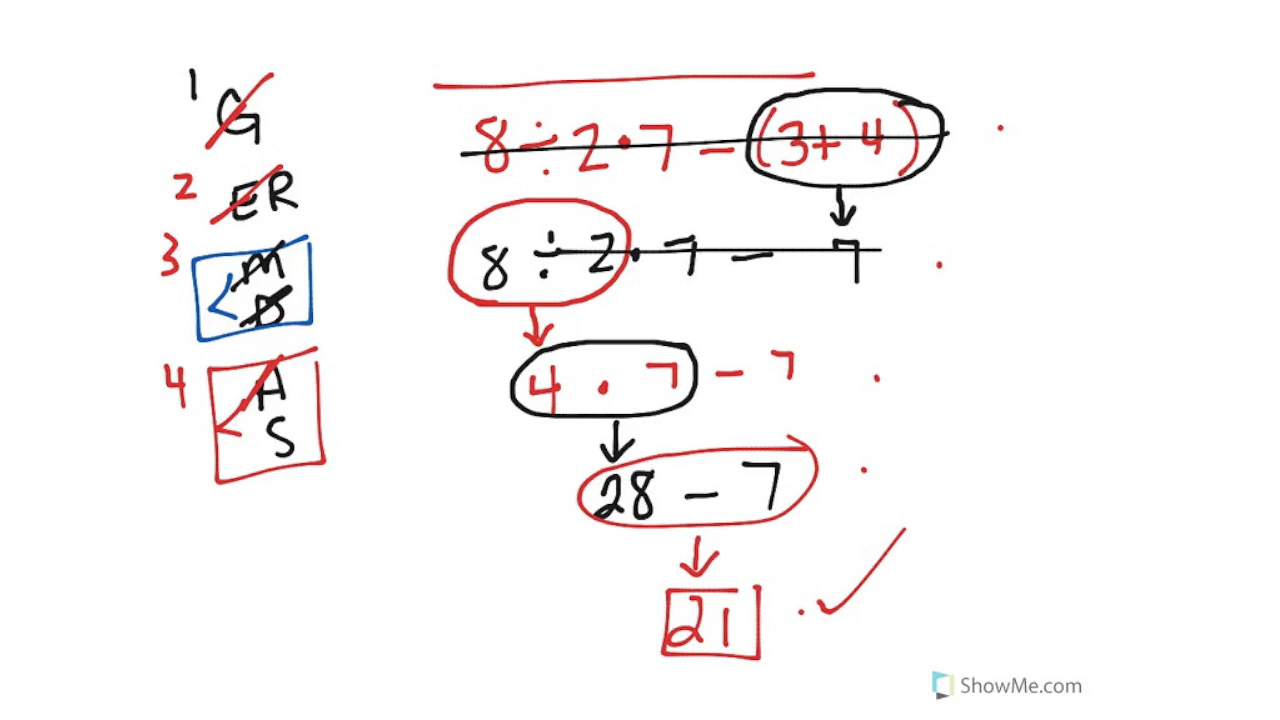 1 G
2 ER
3 M
D
4 A
S
8 ÷ 2 • 7 - (3 + 4)
8 ÷ 2 • 7 - 7
4 • 7 - 7
28 - 7
21
ShowMe.com